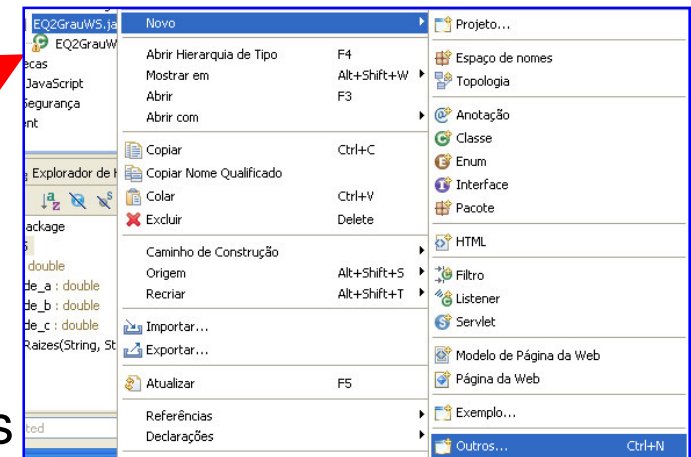 EQ2GrauWS.ja
EQ2GrauW
ecas
JavaScript
Segurança
ent
Explorador de H
ackage
double
de_a : double
de_b : double
de_c : double
Raizes(String, St
s
ted
Novo
Abrir Hierarquia de Tipo F4
Mostrar em Alt+Shift+W
Abrir F3
Abrir com
Copiar Ctrl+C
Copiar Nome Qualificado
Colar Ctrl+V
Excluir Delete
Caminho de Construção
Origem Alt+Shift+S
Recriar Alt+Shift+T
Importar...
Exportar...
Atualizar F5
Referências
Declarações
Projeto...
Espaço de nomes
Topologia
Anotação
Classe
Enum
Interface
Pacote
HTML
Filtro
Listener
Servlet
Modelo de Página da Web
Página da Web
Exemplo...
Outros... Ctrl+N